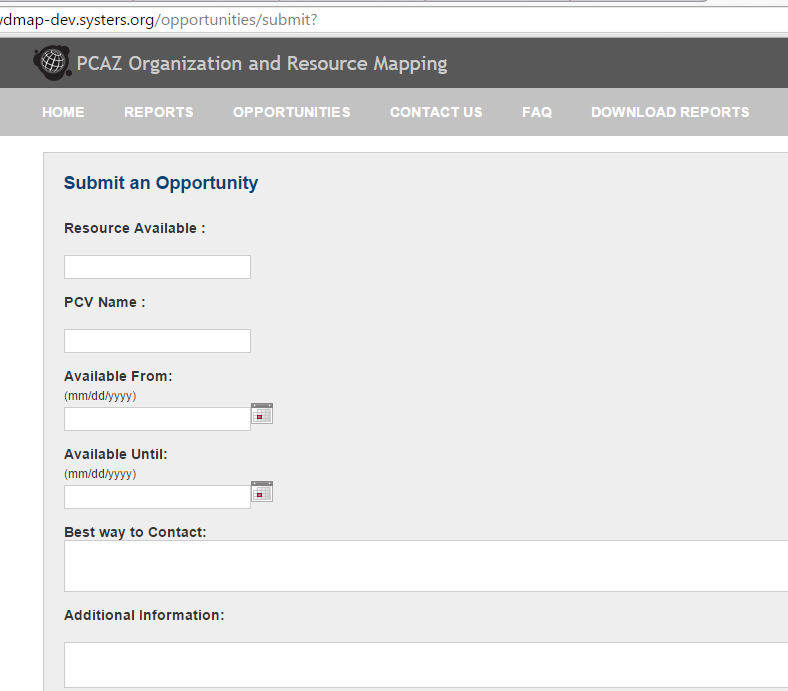 wdmap-dev.systers.org/opportunities/submit?
PCAZ Organization and Resource Mapping
HOME REPORTS OPPORTUNITIES CONTACT US FAQ DOWNLOAD REPORTS
Submit an Opportunity
Resource Available :
PCV Name :
Available From:
(mm/dd/yyyy)
Available Until:
(mm/dd/yyyy)
Best way to Contact:
Additional Information: